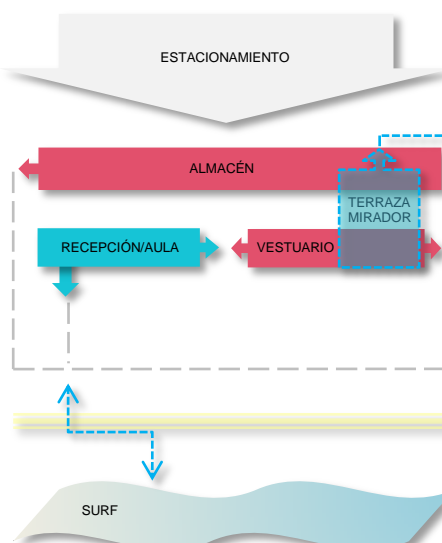 ESTACIONAMIENTO
ALMACÉN
TERRAZA
MIRADOR
RECEPCIÓN/AULA
VESTUARIO
SURF